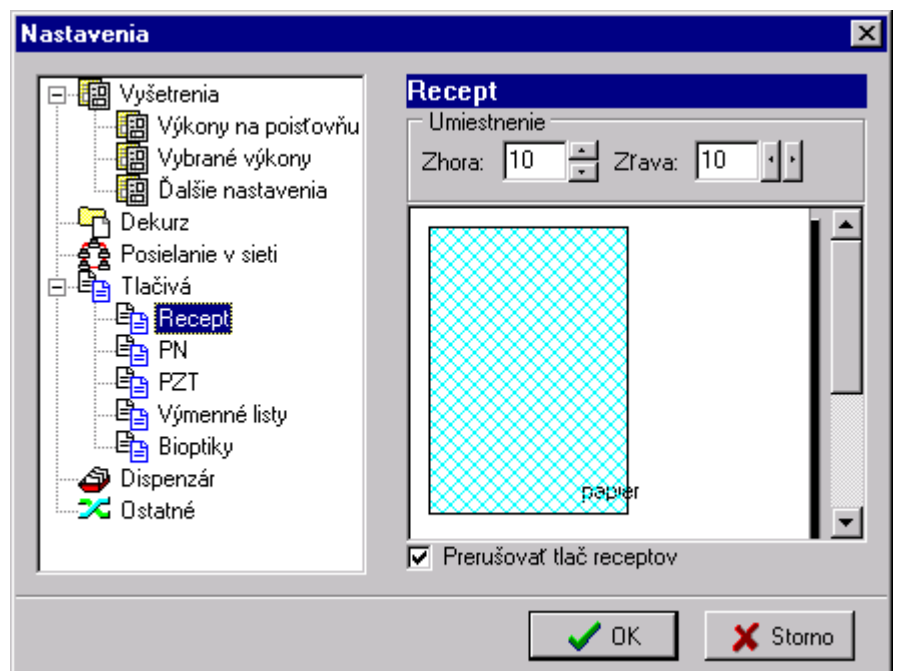 Nastavenia
Vyšetrenia
Výkony na poisťovňu
Vybrané výkony
Ďalšie nastavenia
Dekurz
Posielanie v sieti
Tlačivá
Recept
PN
PZT
Výmenné listy
Bioptiky
Dispenzár
Ostatné
Recept
Umiestnenie
Zhora: 10 Zľava: 10
papier
Prerušovať tlač receptov
OK Storno